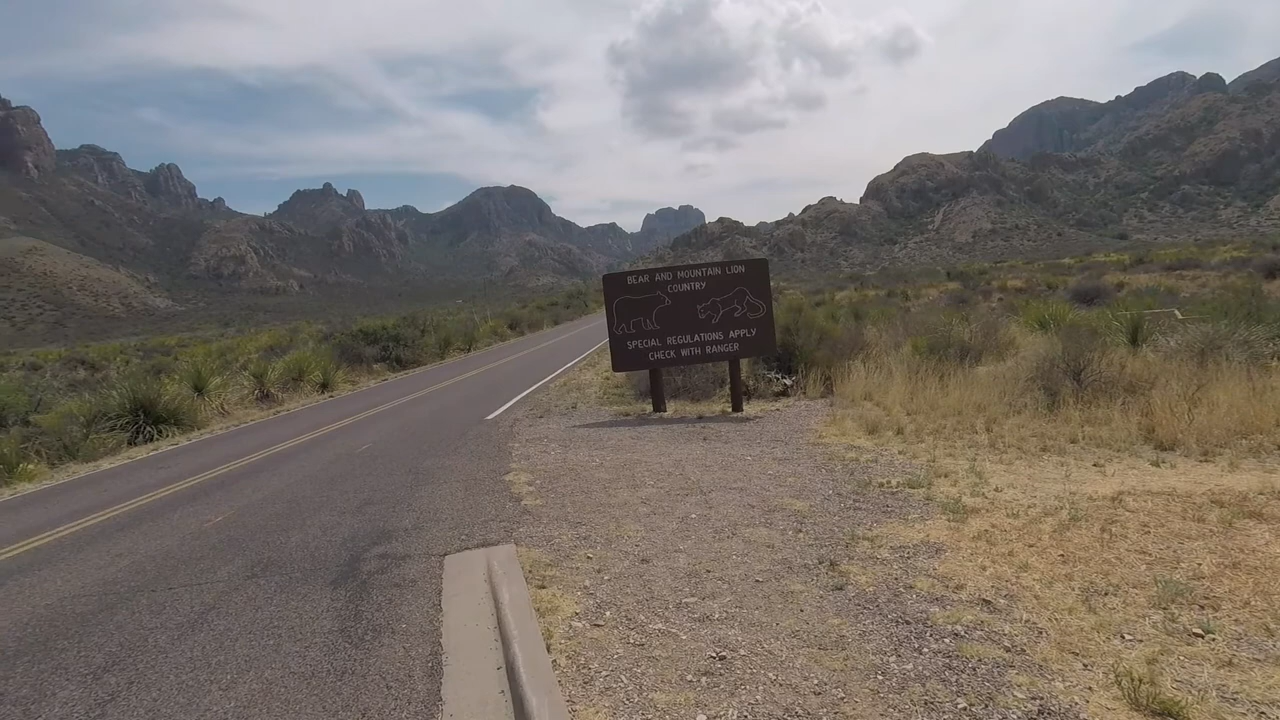 BEAR AND MOUNTAIN LION
COUNTRY
SPECIAL REGULATIONS APPLY
CHECK WITH RANGER